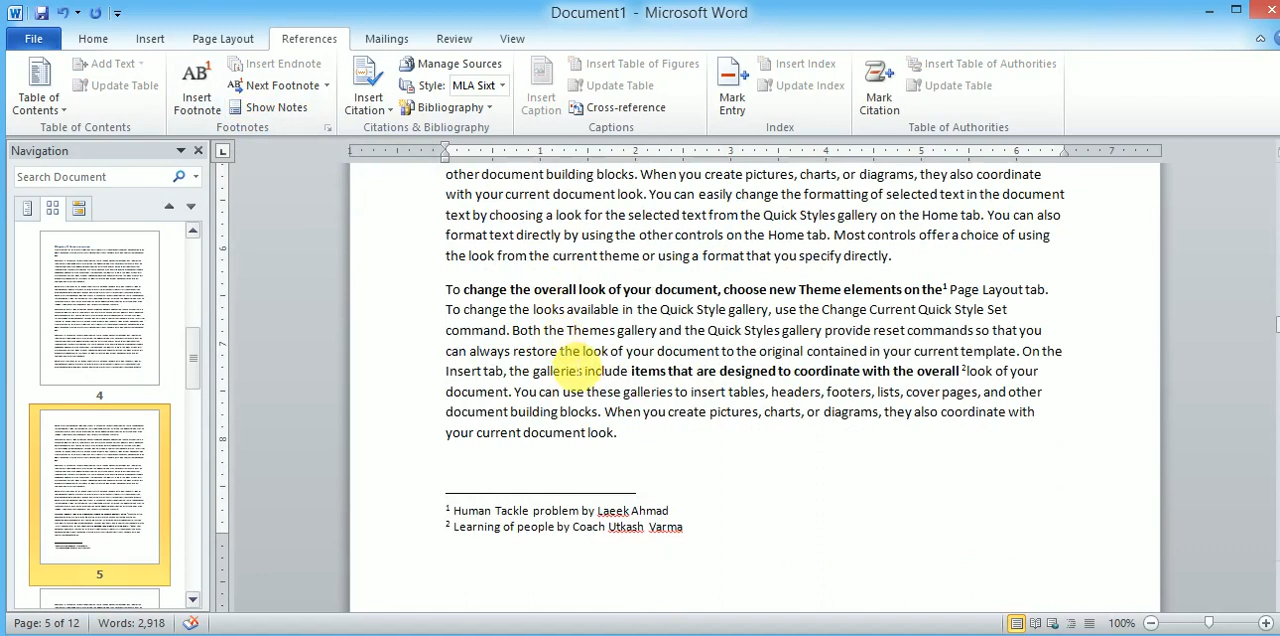 Document1 - Microsoft Word
File Home Insert Page Layout References Mailings Review View
Add Text Insert Endnote Manage Sources Insert Table of Figures Insert Index Insert Table of Authorities
Table of Contents Update Table AB1 Insert Footnote Next Footnote Insert Citation Style: MLA Sixt Insert Caption Update Table Mark Entry Update Index Mark Citation Update Table
Show Notes Bibliography Cross-reference
Table of Contents Footnotes Citations & Bibliography Captions Index Table of Authorities
Navigation
Search Document
1 1 2 3 4 5 6 7
other document building blocks. When you create pictures, charts, or diagrams, they also coordinate
with your current document look. You can easily change the formatting of selected text in the document
text by choosing a look for the selected text from the Quick Styles gallery on the Home tab. You can also
format text directly by using the other controls on the Home tab. Most controls offer a choice of using
the look from the current theme or using a format that you specify directly.
To change the overall look of your document, choose new Theme elements on the1 Page Layout tab.
To change the looks available in the Quick Style gallery, use the Change Current Quick Style Set
command. Both the Themes gallery and the Quick Styles gallery provide reset commands so that you
can always restore the look of your document to the original contained in your current template. On the
Insert tab, the galleries include items that are designed to coordinate with the overall 2look of your
document. You can use these galleries to insert tables, headers, footers, lists, cover pages, and other
document building blocks. When you create pictures, charts, or diagrams, they also coordinate with
your current document look.
1 Human Traits problem by Laeek Ahmad
2 Learning of people by Coach Utkash Varma
4
5
6
7
8
Page: 5 of 12 Words: 2,918 100%